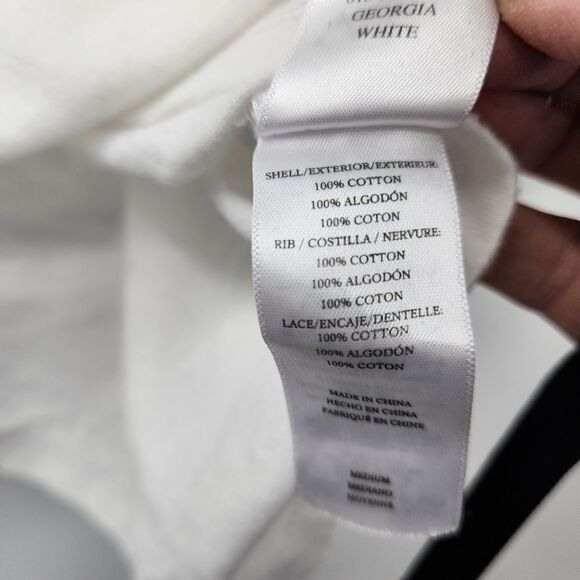 GEORGIA
WHITE
SHELL/EXTERIOR/EXTERIEUR:
100% COTTON
100% ALGODÓN
100% COTON
RIB / COSTILLA / NERVURE:
100% COTTON
100% ALGODÓN
100% COTON
LACE/ENCAJE/DENTELLE:
100% COTTON
100% ALGODÓN
100% COTON
MADE IN CHINA
HECHO EN CHINA
FABRIQUÉ EN CHINE
MEDIUM
MEDIANO
MOYENNE